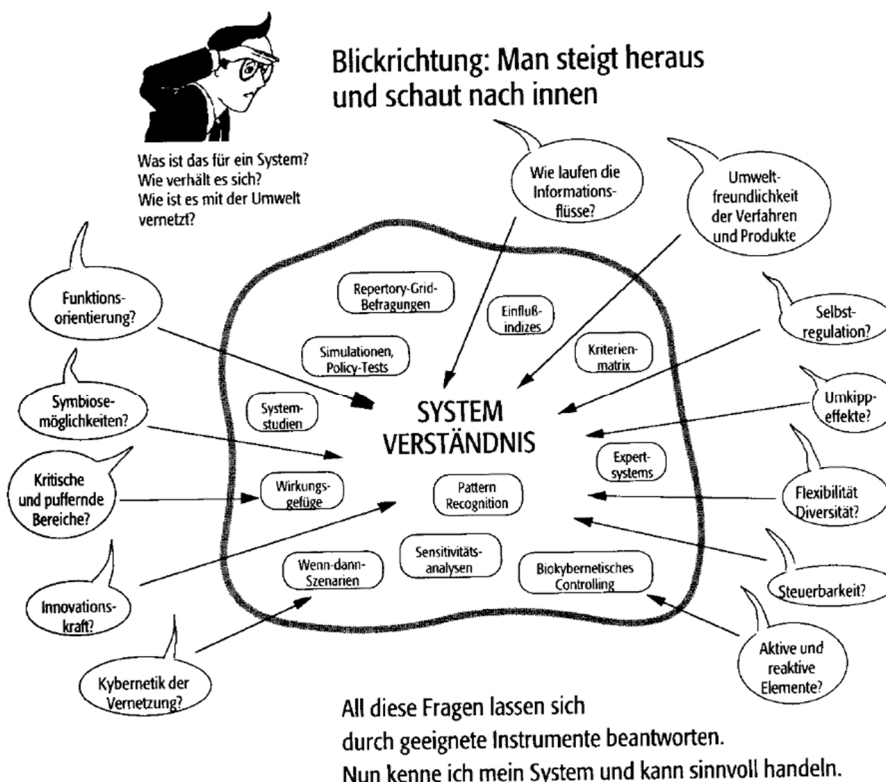 Blickrichtung: Man steigt heraus
und schaut nach innen
Was ist das für ein System?
Wie verhält es sich?
Wie ist es mit der Umwelt
vernetzt?
Wie laufen die
Informations-
flüsse?
Umwelt-
freundlichkeit
der Verfahren
und Produkte
Funktions-
orientierung?
Repertory-Grid-
Befragungen
Einfluß-
indizes
Selbst-
regulation?
Simulationen,
Policy-Tests
Kriterien-
matrix
Symbiose-
möglichkeiten?
System-
studien
SYSTEM
VERSTÄNDNIS
Umkipp-
effekte?
Kritische
und puffernde
Bereiche?
Wirkungs-
gefüge
Pattern
Recognition
Expert-
systems
Flexibilität
Diversität?
Innovations-
kraft?
Wenn-dann-
Szenarien
Sensitivitäts-
analysen
Biokybernetisches
Controlling
Steuerbarkeit?
Kybernetik der
Vernetzung?
Aktive und
reaktive
Elemente?
All diese Fragen lassen sich
durch geeignete Instrumente beantworten.
Nun kenne ich mein System und kann sinnvoll handeln.